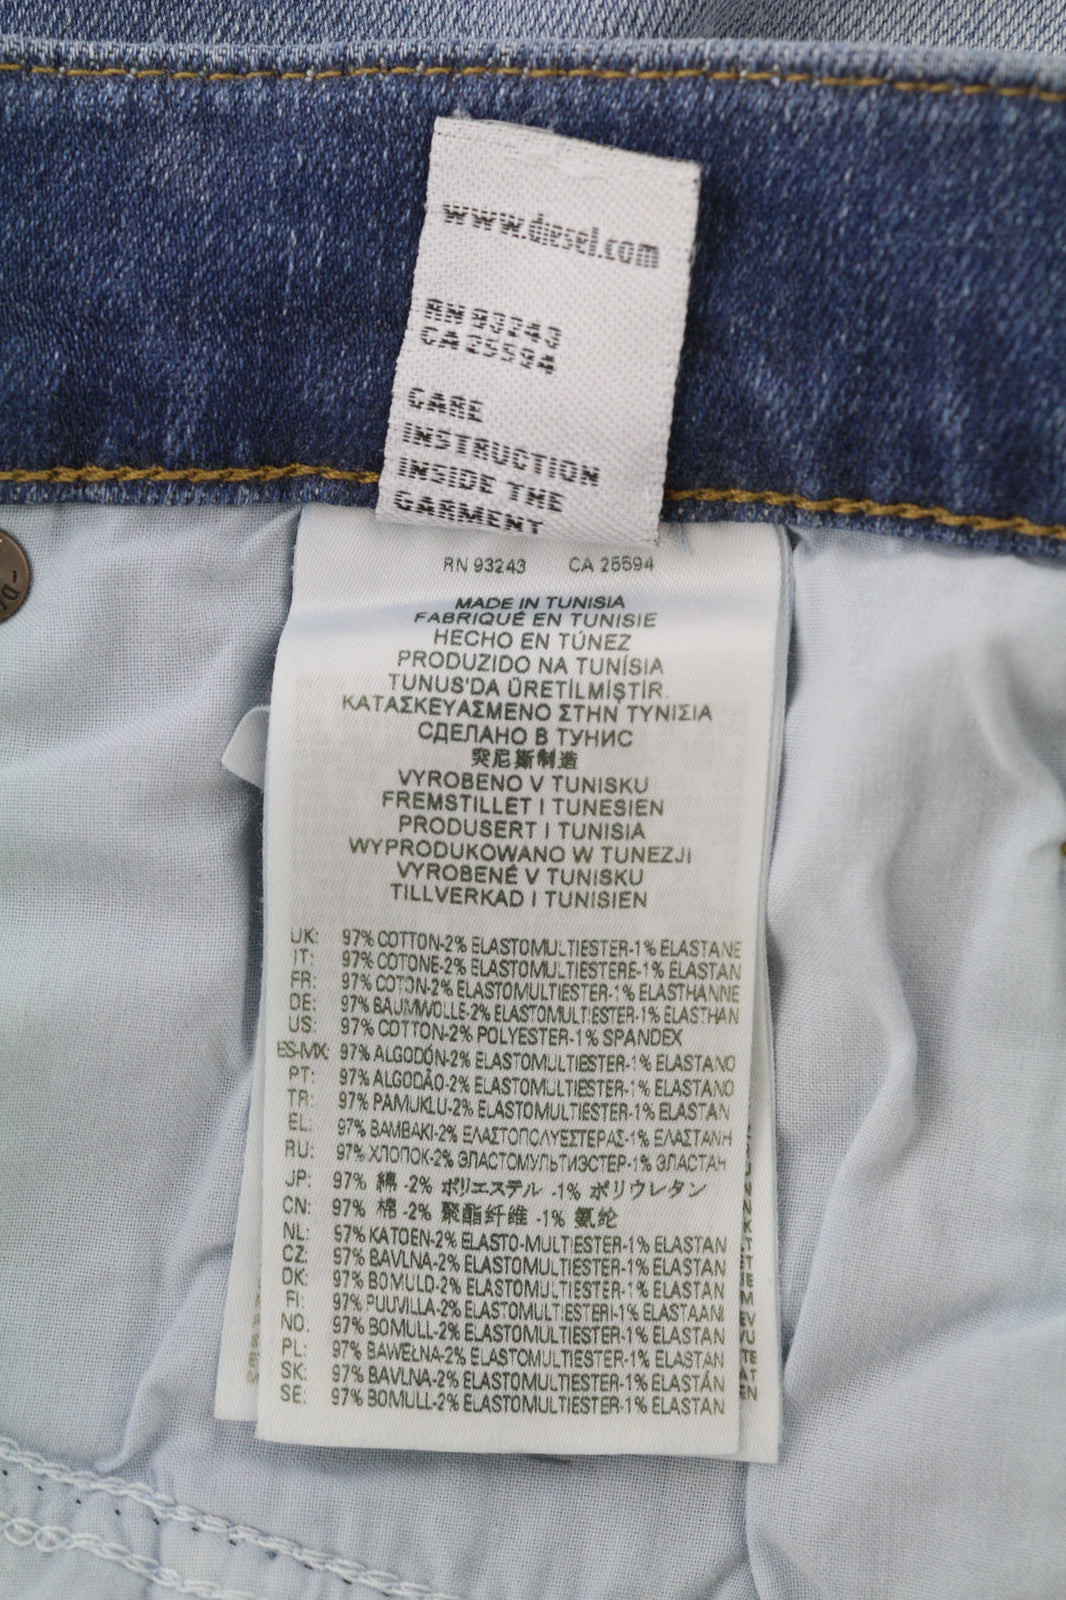 www.diesel.com
RN 93243
CA 25594
CARE
INSTRUCTION
INSIDE THE
GARMENT
RN 93243 CA 25594
MADE IN TUNISIA
FABRIQUÉ EN TUNISIE
HECHO EN TÚNEZ
PRODUZIDO NA TUNÍSIA
TUNUS'DA ÜRETİLMİŞTİR.
ΚΑΤΑΣΚΕΥΑΣΜΕΝΟ ΣΤΗΝ ΤΥΝΙΣΙΑ
СДЕЛАНО В ТУНИС
突尼斯制造
VYROBENO V TUNISKU
FREMSTILLET I TUNESIEN
PRODUSERT I TUNISIA
WYPRODUKOWANO W TUNEZJI
VYROBENÉ V TUNISKU
TILLVERKAD I TUNISIEN
UK: 97% COTTON-2% ELASTOMULTIESTER-1% ELASTANE
IT: 97% COTONE-2% ELASTOMULTIESTERE-1% ELASTAN
FR: 97% COTON-2% ELASTOMULTIESTER-1% ELASTHANNE
DE: 97% BAUMWOLLE-2% ELASTOMULTIESTER-1% ELASTHAN
US: 97% COTTON-2% POLYESTER-1% SPANDEX
ES-MX: 97% ALGODÓN-2% ELASTOMULTIESTER-1% ELASTANO
PT: 97% ALGODÃO-2% ELASTOMULTIESTER-1% ELASTANO
TR: 97% PAMUKLU-2% ELASTOMULTIESTER-1% ELASTAN
EL: 97% ΒΑΜΒΑΚΙ-2% ΕΛΑΣΤΟΠΟΛΥΕΣΤΕΡΑΣ-1% ΕΛΑΣΤΑΝΗ
RU: 97% ХЛОПОК-2% ЭЛАСТОМУЛЬТИЭСТЕР-1% ЭЛАСТАН
JP: 97% 綿 -2% ポリエステル -1% ポリウレタン
CN: 97% 棉 -2% 聚酯纤维 -1% 氨纶
NL: 97% KATOEN-2% ELASTO-MULTIESTER-1% ELASTAN
CZ: 97% BAVLNA-2% ELASTOMULTIESTER-1% ELASTAN
DK: 97% BOMULD-2% ELASTOMULTIESTER-1% ELASTAN
FI: 97% PUUVILLA-2% ELASTOMULTIESTERI-1% ELASTAANI
NO. 97% BOMULL-2% ELASTOMULTIESTER-1% ELASTAN
PL: 97% BAWEŁNA-2% ELASTOMULTIESTER-1% ELASTAN
SK: 97% BAVLNA-2% ELASTOMULTIESTER-1% ELASTÁN
SE: 97% BOMULL-2% ELASTOMULTIESTER-1% ELASTAN